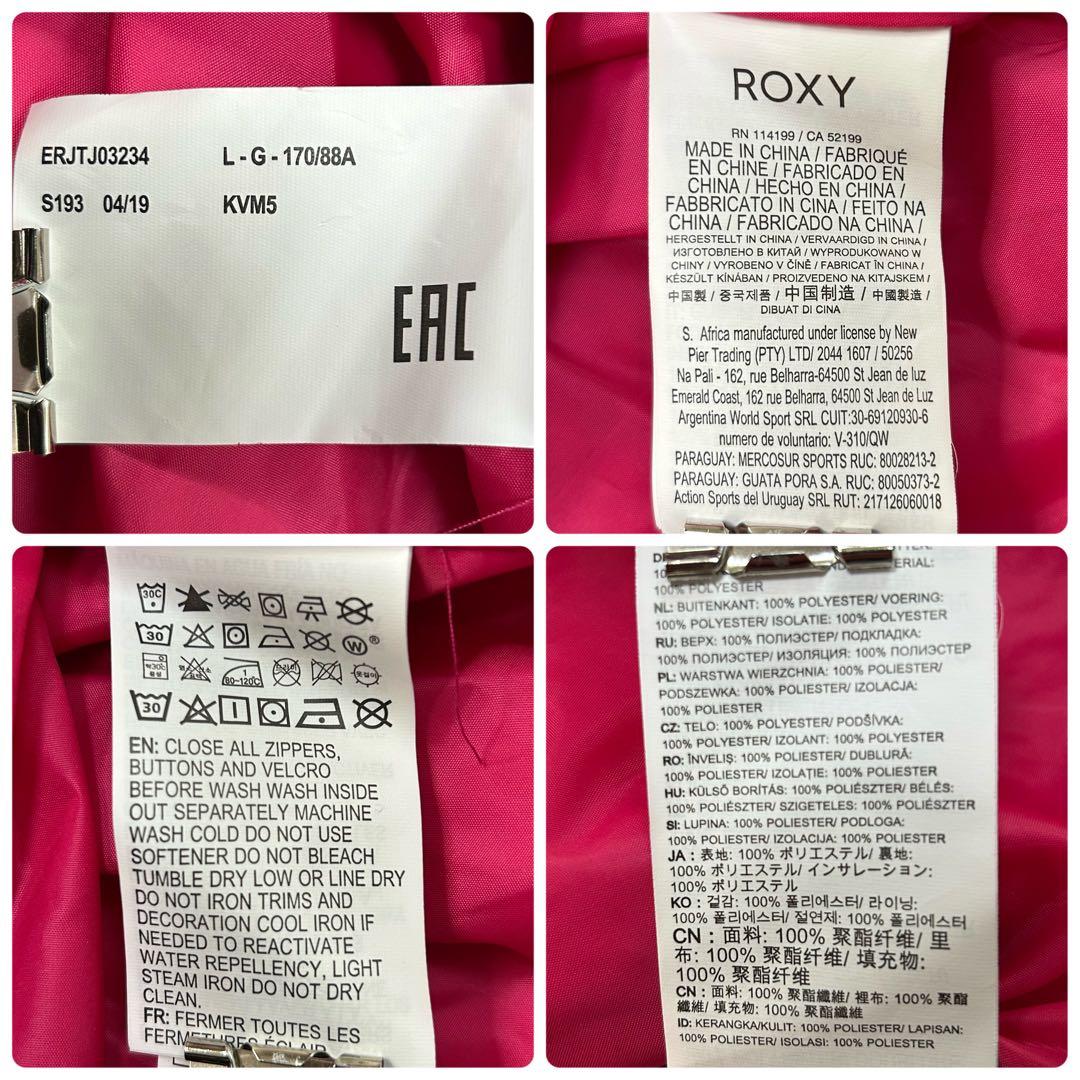 ERJTJ03234 L - G - 170/88A
S193 04/19 KVM5
EAC
ROXY
RN 114199 / CA 52199
MADE IN CHINA / FABRIQUÉ
EN CHINE / FABRICADO EN
CHINA / HECHO EN CHINA /
FABBRICATO IN CINA / FEITO NA
CHINA / FABRICADO NA CHINA /
HERGESTELLT IN CHINA / VERVAARDIGD IN CHINA /
ИЗГОТОВЛЕНО В КИТАЙ / WYPRODUKOWANO W
CHINY / VYROBENO V ČÍNĚ / FABRICAT ÎN CHINA /
KÉSZÜLT KÍNÁBAN / PROIZVEDENO NA KITAJSKEM /
中国製 / 중국제품 / 中国制造 / 中國製造 /
DIBUAT DI CINA
S. Africa manufactured under license by New
Pier Trading (PTY) LTD/ 2044 1607 / 50256
Na Pali - 162, rue Belharra-64500 St Jean de luz
Emerald Coast, 162 rue Belharra, 64500 St Jean de Luz
Argentina World Sport SRL CUIT:30-69120930-6
numero de voluntario: V-310/QW
PARAGUAY: MERCOSUR SPORTS RUC: 80028213-2
PARAGUAY: GUATA PORA S.A. RUC: 80050373-2
Action Sports del Uruguay SRL RUT: 217126060018
30C
30 W®
약30℃ 중성 염소 표백 1 80~120℃ 드라이 옷걸이
30
EN: CLOSE ALL ZIPPERS,
BUTTONS AND VELCRO
BEFORE WASH WASH INSIDE
OUT SEPARATELY MACHINE
WASH COLD DO NOT USE
SOFTENER DO NOT BLEACH
TUMBLE DRY LOW OR LINE DRY
DO NOT IRON TRIMS AND
DECORATION COOL IRON IF
NEEDED TO REACTIVATE
WATER REPELLENCY, LIGHT
STEAM IRON DO NOT DRY
CLEAN.
FR: FERMER TOUTES LES
FERMETURES ÉCLAIR
100% POLYESTER
NL: BUITENKANT: 100% POLYESTER/ VOERING:
100% POLYESTER/ ISOLATIE: 100% POLYESTER
RU: ВЕРХ: 100% ПОЛИЭСТЕР/ ПОДКЛАДКА:
100% ПОЛИЭСТЕР/ ИЗОЛЯЦИЯ: 100% ПОЛИЭСТЕР
PL: WARSTWA WIERZCHNIA: 100% POLIESTER/
PODSZEWKA: 100% POLIESTER/ IZOLACJA:
100% POLIESTER
CZ: TELO: 100% POLYESTER/ PODŠÍVKA:
100% POLYESTER/ IZOLANT: 100% POLYESTER
RO: ÎNVELIȘ: 100% POLIESTER/ DUBLURĂ:
100% POLIESTER/ IZOLAȚIE: 100% POLIESTER
HU: KÜLSŐ BORÍTÁS: 100% POLIÉSZTER/ BÉLÉS:
100% POLIÉSZTER/ SZIGETELES: 100% POLIÉSZTER
SI: LUPINA: 100% POLIESTER/ PODLOGA:
100% POLIESTER/ IZOLACIJA: 100% POLIESTER
JA : 表地: 100% ポリエステル/ 裏地:
100% ポリエステル/ インサレーション:
100% ポリエステル
KO : 겉감: 100% 폴리에스터/ 라이닝:
100% 폴리에스터/ 절연제: 100% 폴리에스터
CN : 面料: 100% 聚酯纤维/ 里
布: 100% 聚酯纤维/ 填充物:
100% 聚酯纤维
CN : 面料: 100% 聚酯纖維/ 裡布: 100% 聚酯
纖維/ 填充物: 100% 聚酯纖維
ID: KERANGKA/KULIT: 100% POLIESTER/ LAPISAN:
100% POLIESTER/ ISOLASI: 100% POLIESTER